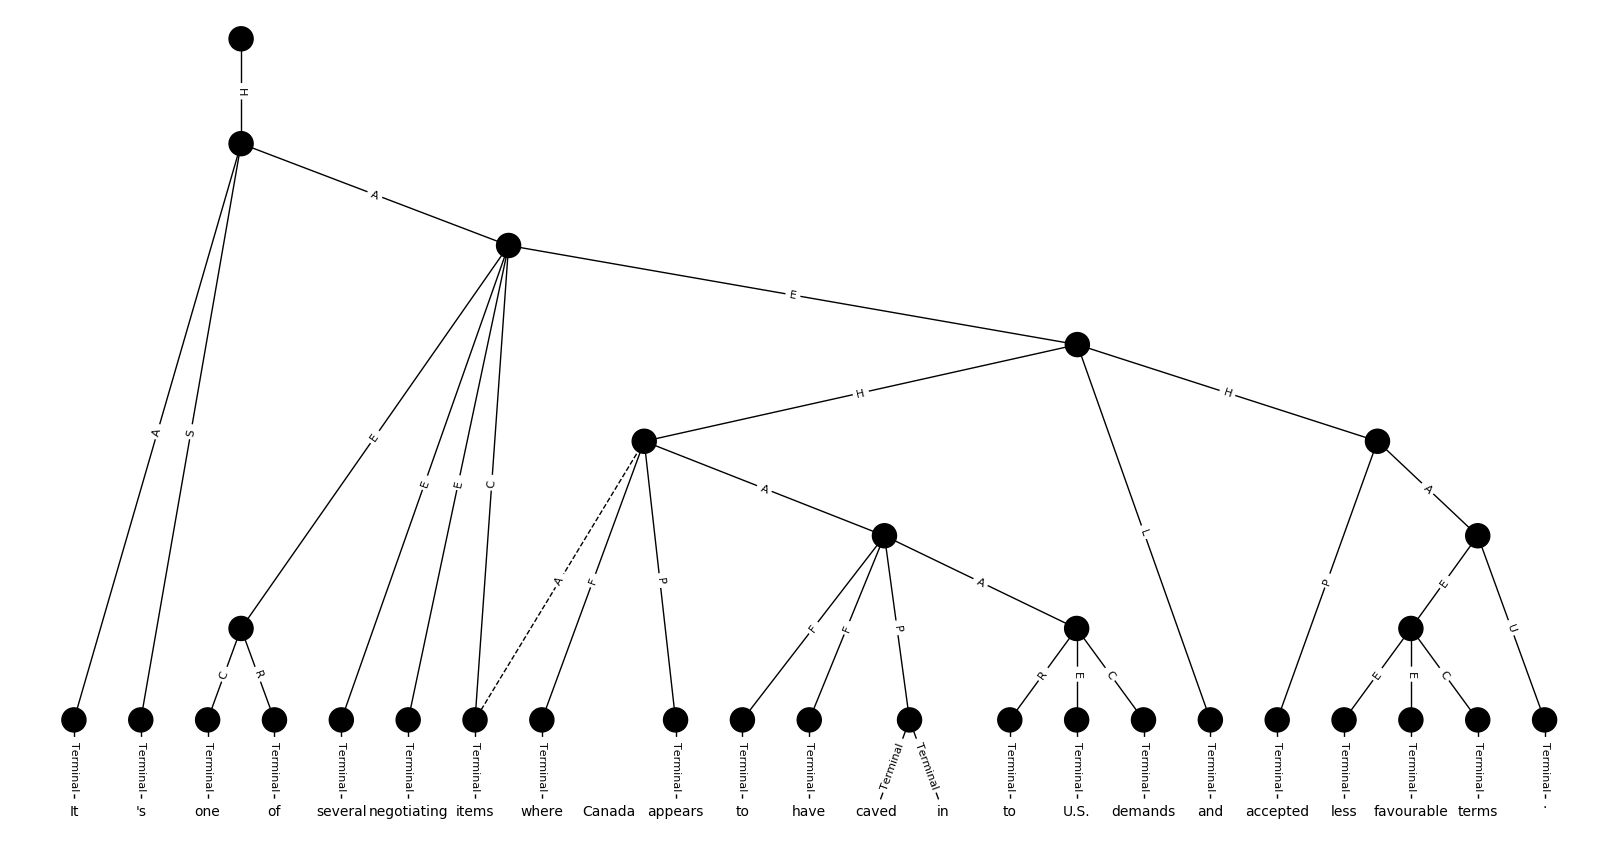 H
A
E
H
H
A
S
E
E
E
C
A
A
L
A
F
P
A
P
E
F
F
P
U
C
R
R
E
C
E
E
C
Terminal Terminal Terminal Terminal Terminal Terminal Terminal Terminal Terminal Terminal Terminal Terminal Terminal Terminal Terminal Terminal Terminal Terminal Terminal Terminal Terminal Terminal
It 's one of several negotiating items where Canada appears to have caved in to U.S. demands and accepted less favourable terms .